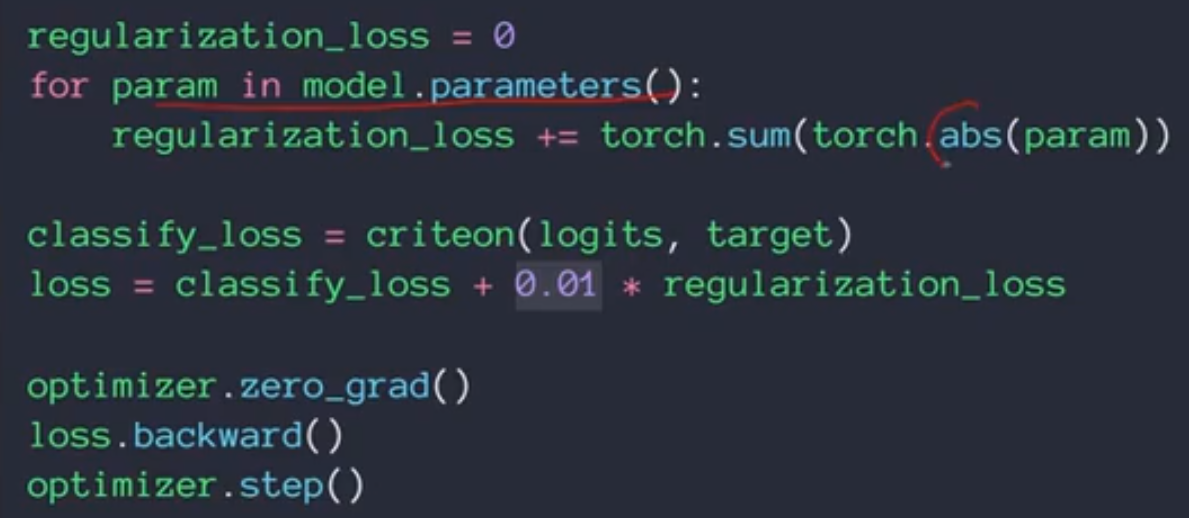 regularization_loss = 0
for param in model.parameters():
    regularization_loss += torch.sum(torch.abs(param))
classify_loss = criteon(logits, target)
loss = classify_loss + 0.01 * regularization_loss
optimizer.zero_grad()
loss.backward()
optimizer.step()